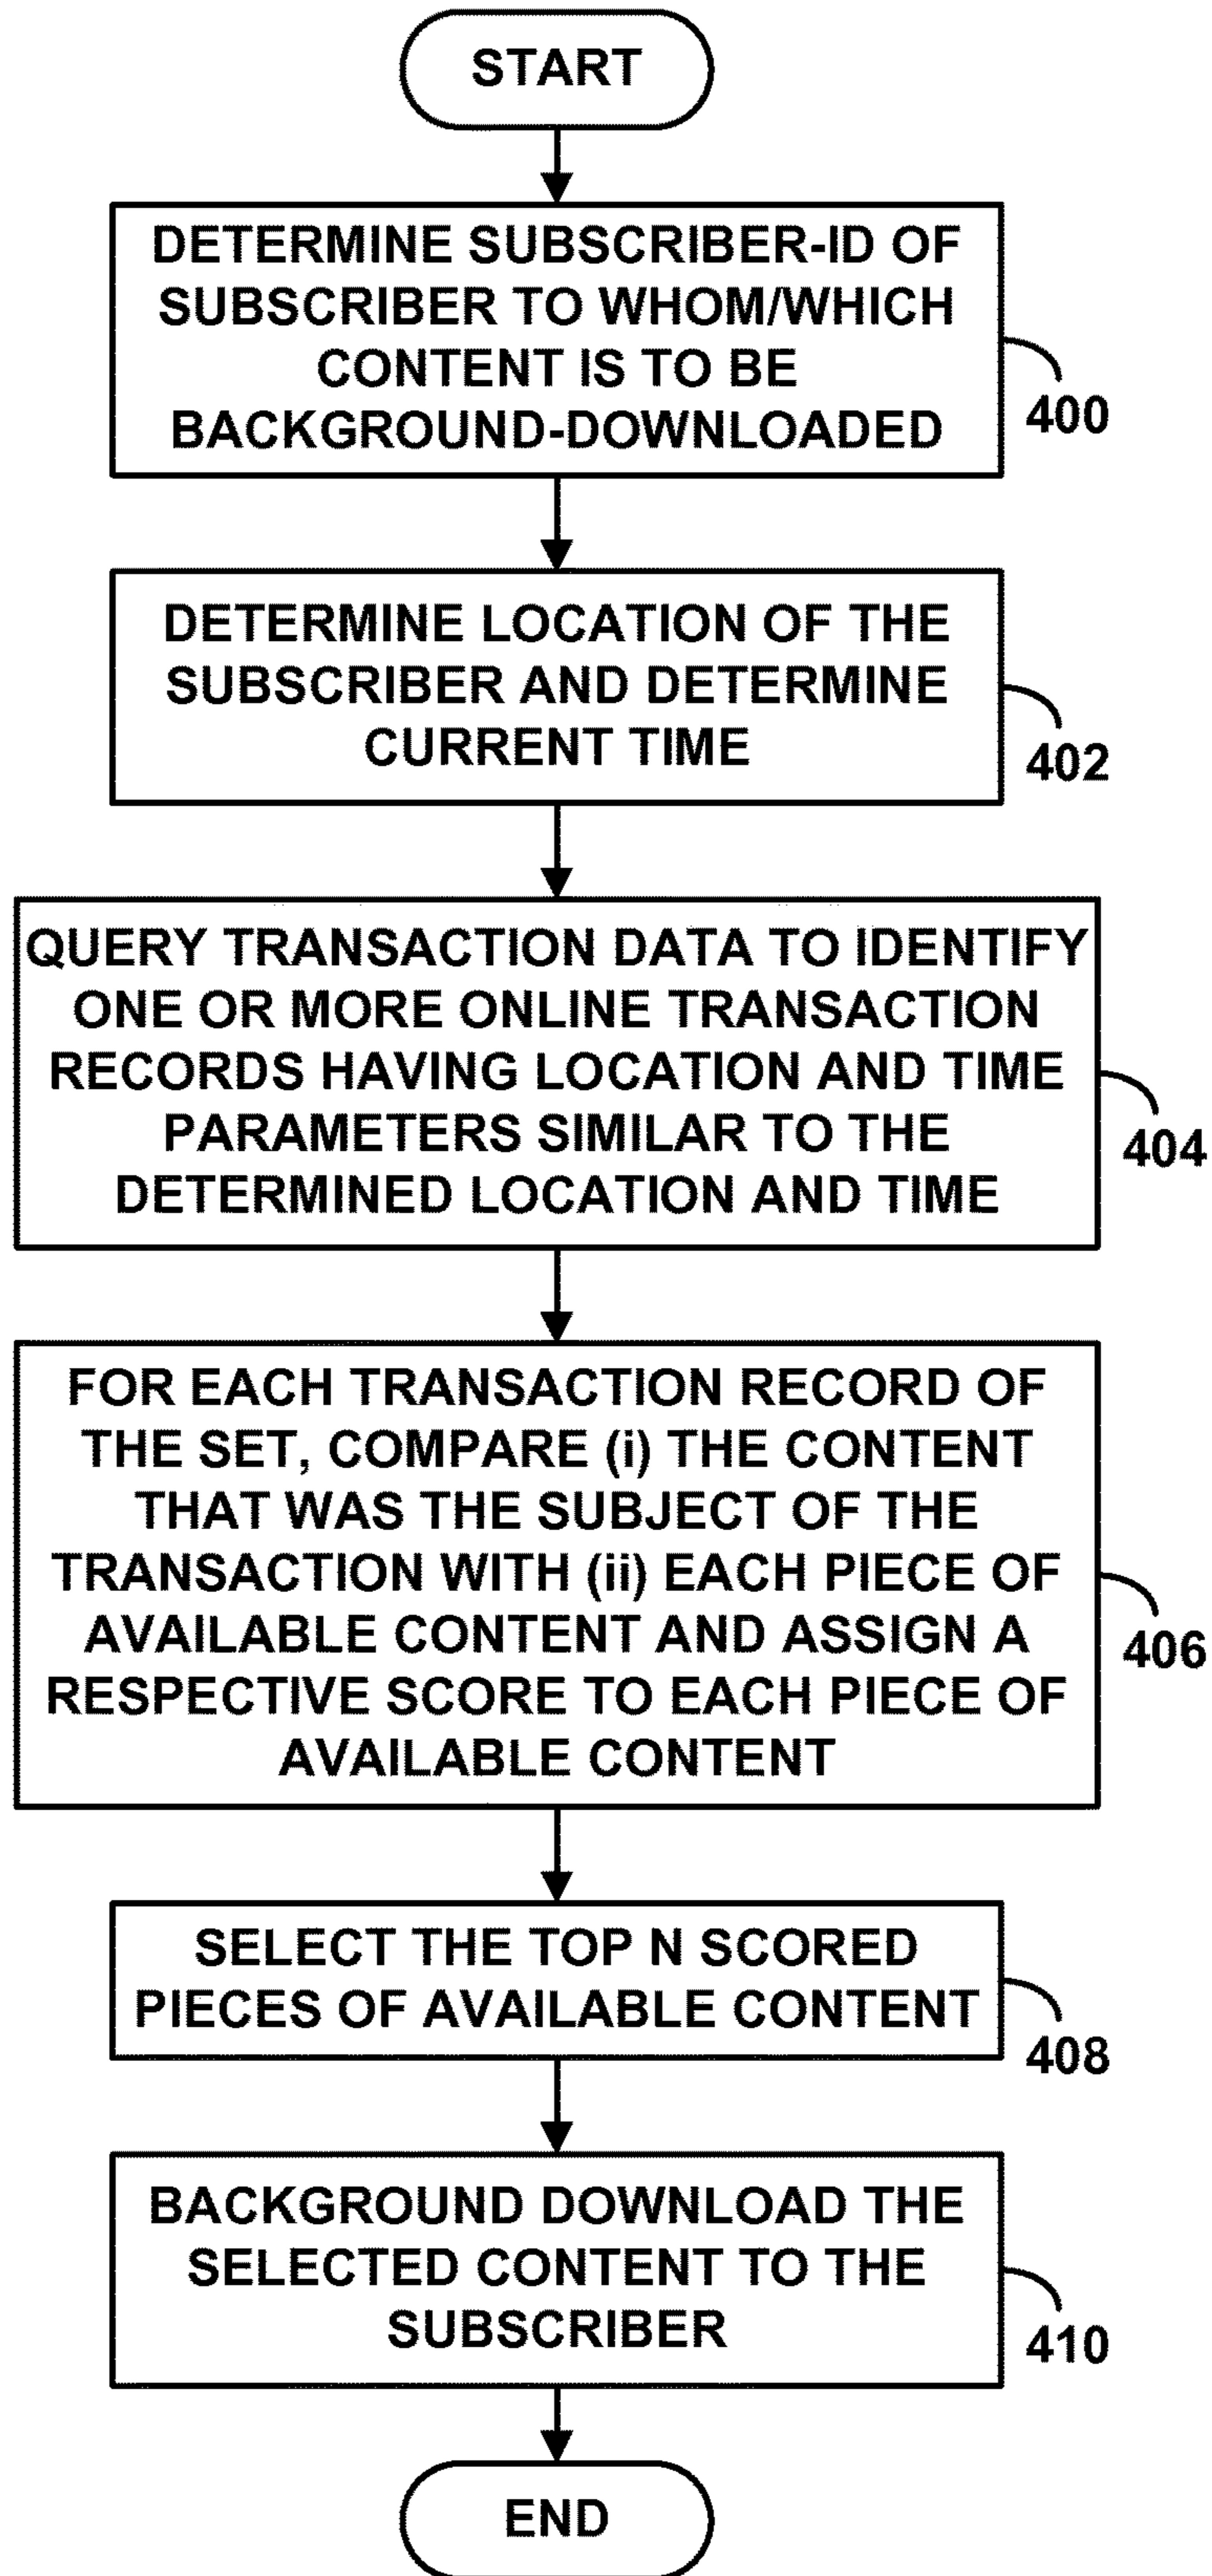 START
DETERMINE SUBSCRIBER-ID OF
SUBSCRIBER TO WHOM/WHICH
CONTENT IS TO BE
BACKGROUND-DOWNLOADED
400
DETERMINE LOCATION OF THE
SUBSCRIBER AND DETERMINE
CURRENT TIME
402
QUERY TRANSACTION DATA TO IDENTIFY
ONE OR MORE ONLINE TRANSACTION
RECORDS HAVING LOCATION AND TIME
PARAMETERS SIMILAR TO THE
DETERMINED LOCATION AND TIME
404
FOR EACH TRANSACTION RECORD OF
THE SET, COMPARE (i) THE CONTENT
THAT WAS THE SUBJECT OF THE
TRANSACTION WITH (ii) EACH PIECE OF
AVAILABLE CONTENT AND ASSIGN A
RESPECTIVE SCORE TO EACH PIECE OF
AVAILABLE CONTENT
406
SELECT THE TOP N SCORED
PIECES OF AVAILABLE CONTENT
408
BACKGROUND DOWNLOAD THE
SELECTED CONTENT TO THE
SUBSCRIBER
410
END